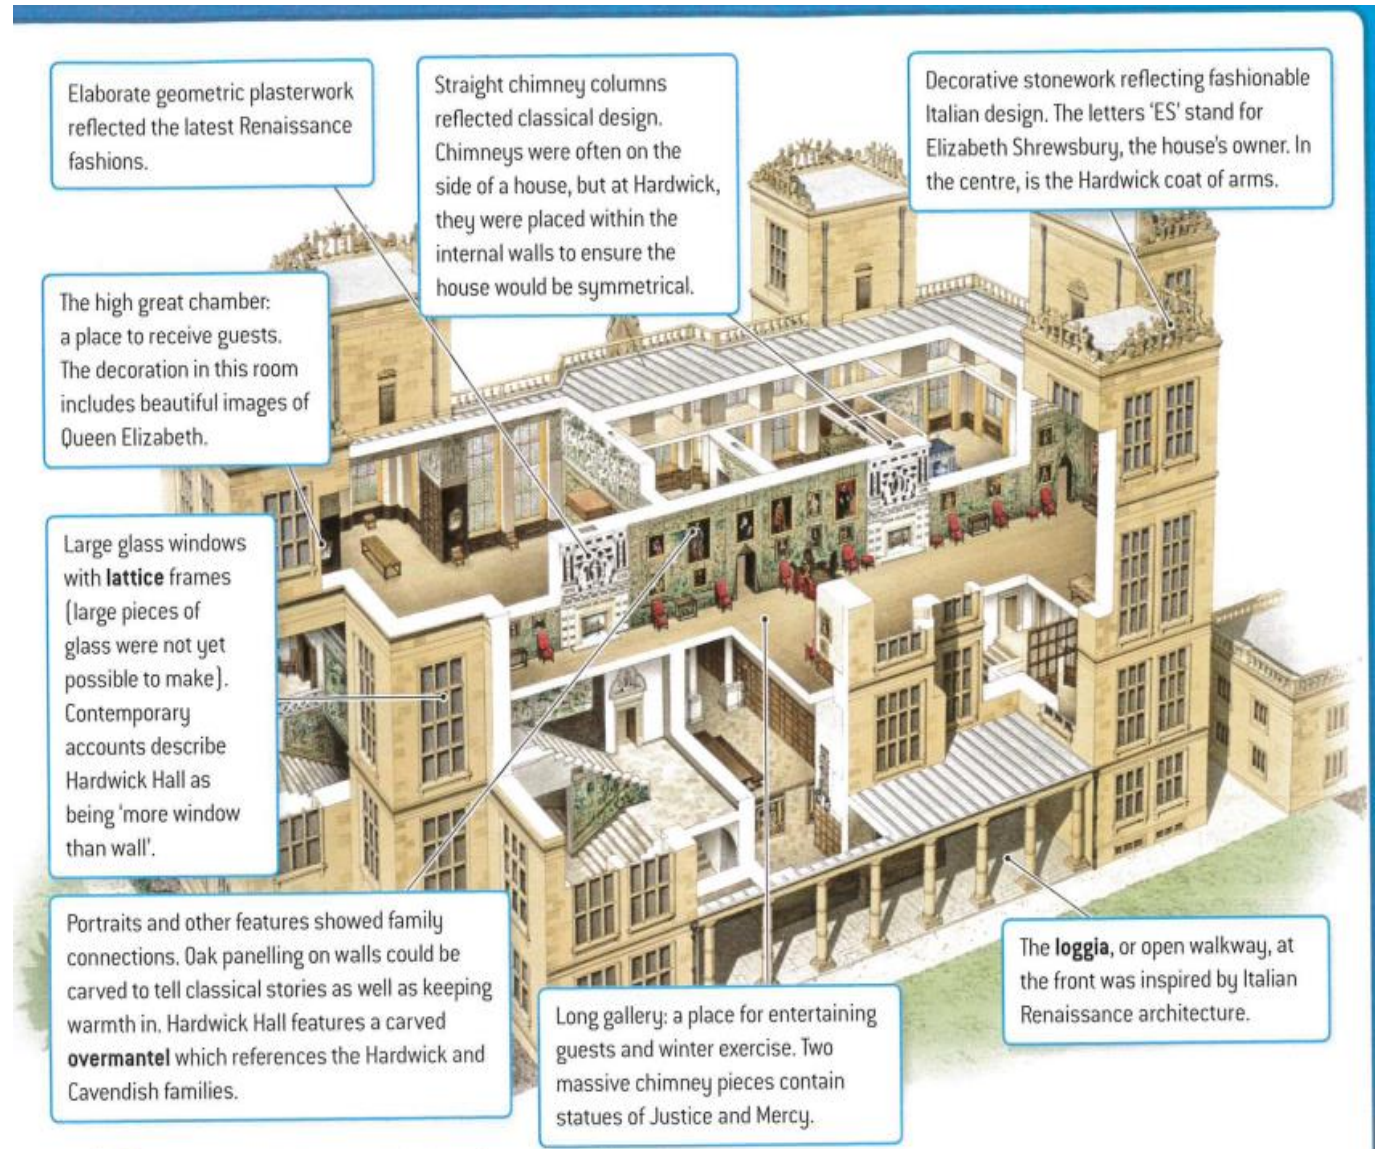 Elaborate geometric plasterwork
reflected the latest Renaissance
fashions.
Straight chimney columns
reflected classical design.
Chimneys were often on the
side of a house, but at Hardwick,
they were placed within the
internal walls to ensure the
house would be symmetrical.
Decorative stonework reflecting fashionable
Italian design. The letters 'ES' stand for
Elizabeth Shrewsbury, the house's owner. In
the centre, is the Hardwick coat of arms.
The high great chamber:
a place to receive guests.
The decoration in this room
includes beautiful images of
Queen Elizabeth.
Large glass windows
with lattice frames
(large pieces of
glass were not yet
possible to make).
Contemporary
accounts describe
Hardwick Hall as
being 'more window
than wall'.
Portraits and other features showed family
connections. Oak panelling on walls could be
carved to tell classical stories as well as keeping
warmth in. Hardwick Hall features a carved
overmantel which references the Hardwick and
Cavendish families.
Long gallery: a place for entertaining
guests and winter exercise. Two
massive chimney pieces contain
statues of Justice and Mercy.
The loggia, or open walkway, at
the front was inspired by Italian
Renaissance architecture.